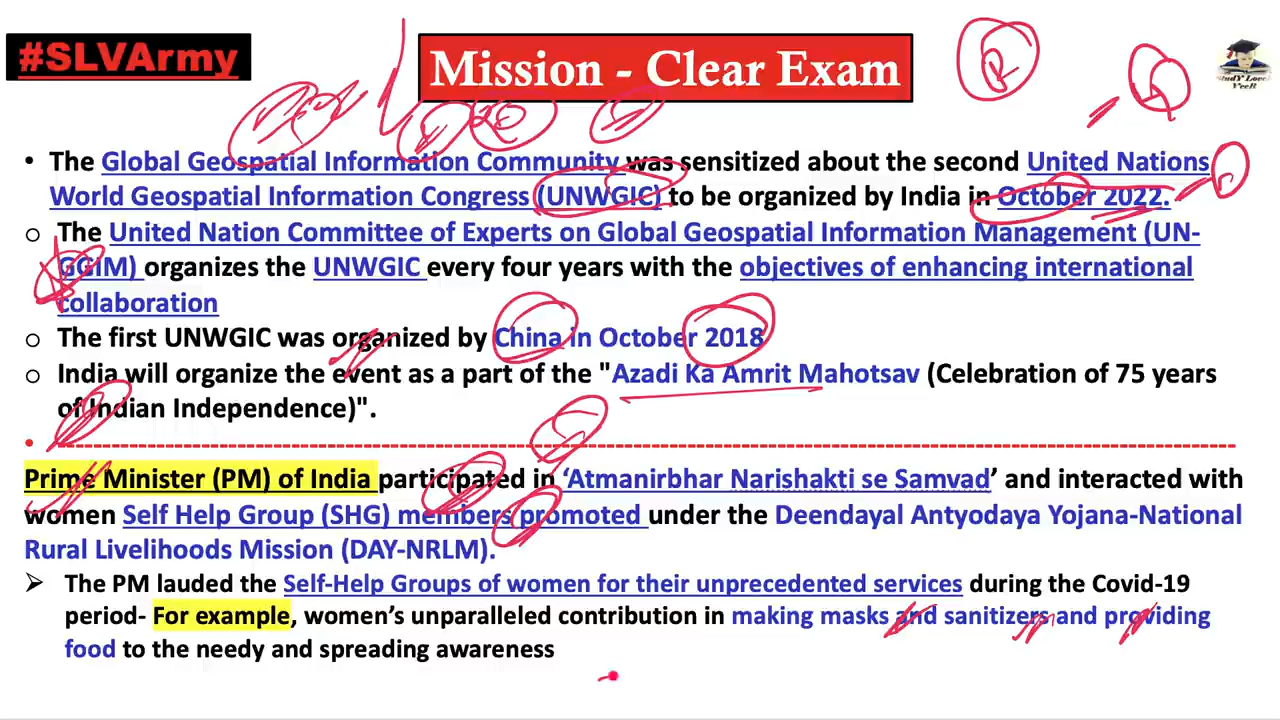 #SLVArmy
Mission - Clear Exam
StudY LoveR
VeeR
• The Global Geospatial Information Community was sensitized about the second United Nations
World Geospatial Information Congress (UNWGIC) to be organized by India in October 2022.
o The United Nation Committee of Experts on Global Geospatial Information Management (UN-
GGIM) organizes the UNWGIC every four years with the objectives of enhancing international
collaboration
o The first UNWGIC was organized by China in October 2018
o India will organize the event as a part of the "Azadi Ka Amrit Mahotsav (Celebration of 75 years
of Indian Independence)".
Prime Minister (PM) of India participated in ‘Atmanirbhar Narishakti se Samvad’ and interacted with
women Self Help Group (SHG) members promoted under the Deendayal Antyodaya Yojana-National
Rural Livelihoods Mission (DAY-NRLM).
➢ The PM lauded the Self-Help Groups of women for their unprecedented services during the Covid-19
period- For example, women’s unparalleled contribution in making masks and sanitizers and providing
food to the needy and spreading awareness